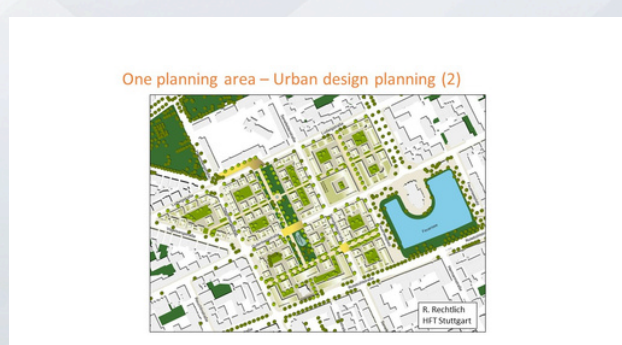 One planning area – Urban design planning (2)
R. Rechtlich
HFT Stuttgart